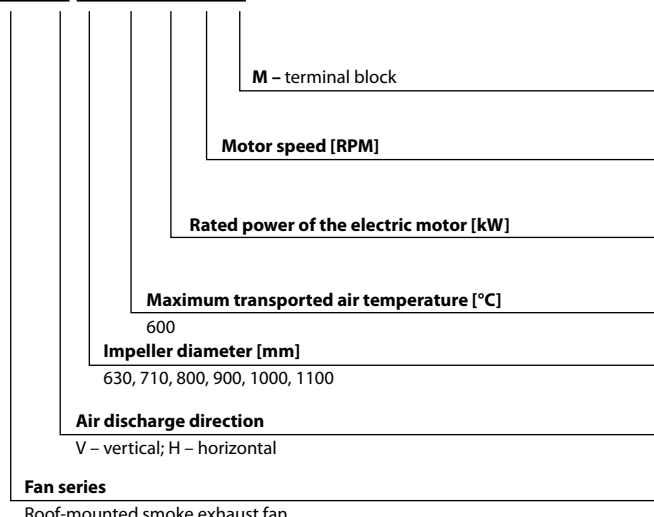 M – terminal block
Motor speed [RPM]
Rated power of the electric motor [kW]
Maximum transported air temperature [°C]
600
Impeller diameter [mm]
630, 710, 800, 900, 1000, 1100
Air discharge direction
V – vertical; H – horizontal
Fan series
Roof-mounted smoke exhaust fan